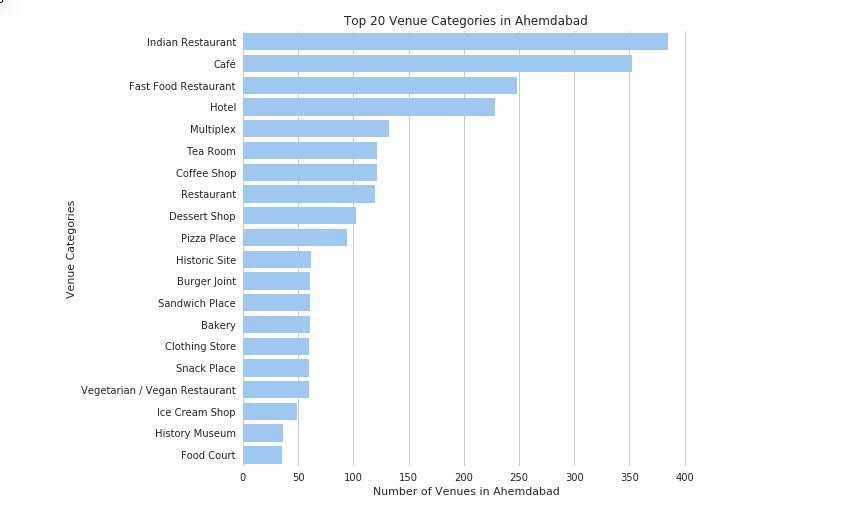 Top 20 Venue Categories in Ahemdabad
Indian Restaurant
Café
Fast Food Restaurant
Hotel
Multiplex
Tea Room
Coffee Shop
Restaurant
Dessert Shop
Pizza Place
Historic Site
Burger Joint
Sandwich Place
Bakery
Clothing Store
Snack Place
Vegetarian / Vegan Restaurant
Ice Cream Shop
History Museum
Food Court
Venue Categories
0 50 100 150 200 250 300 350 400
Number of Venues in Ahemdabad